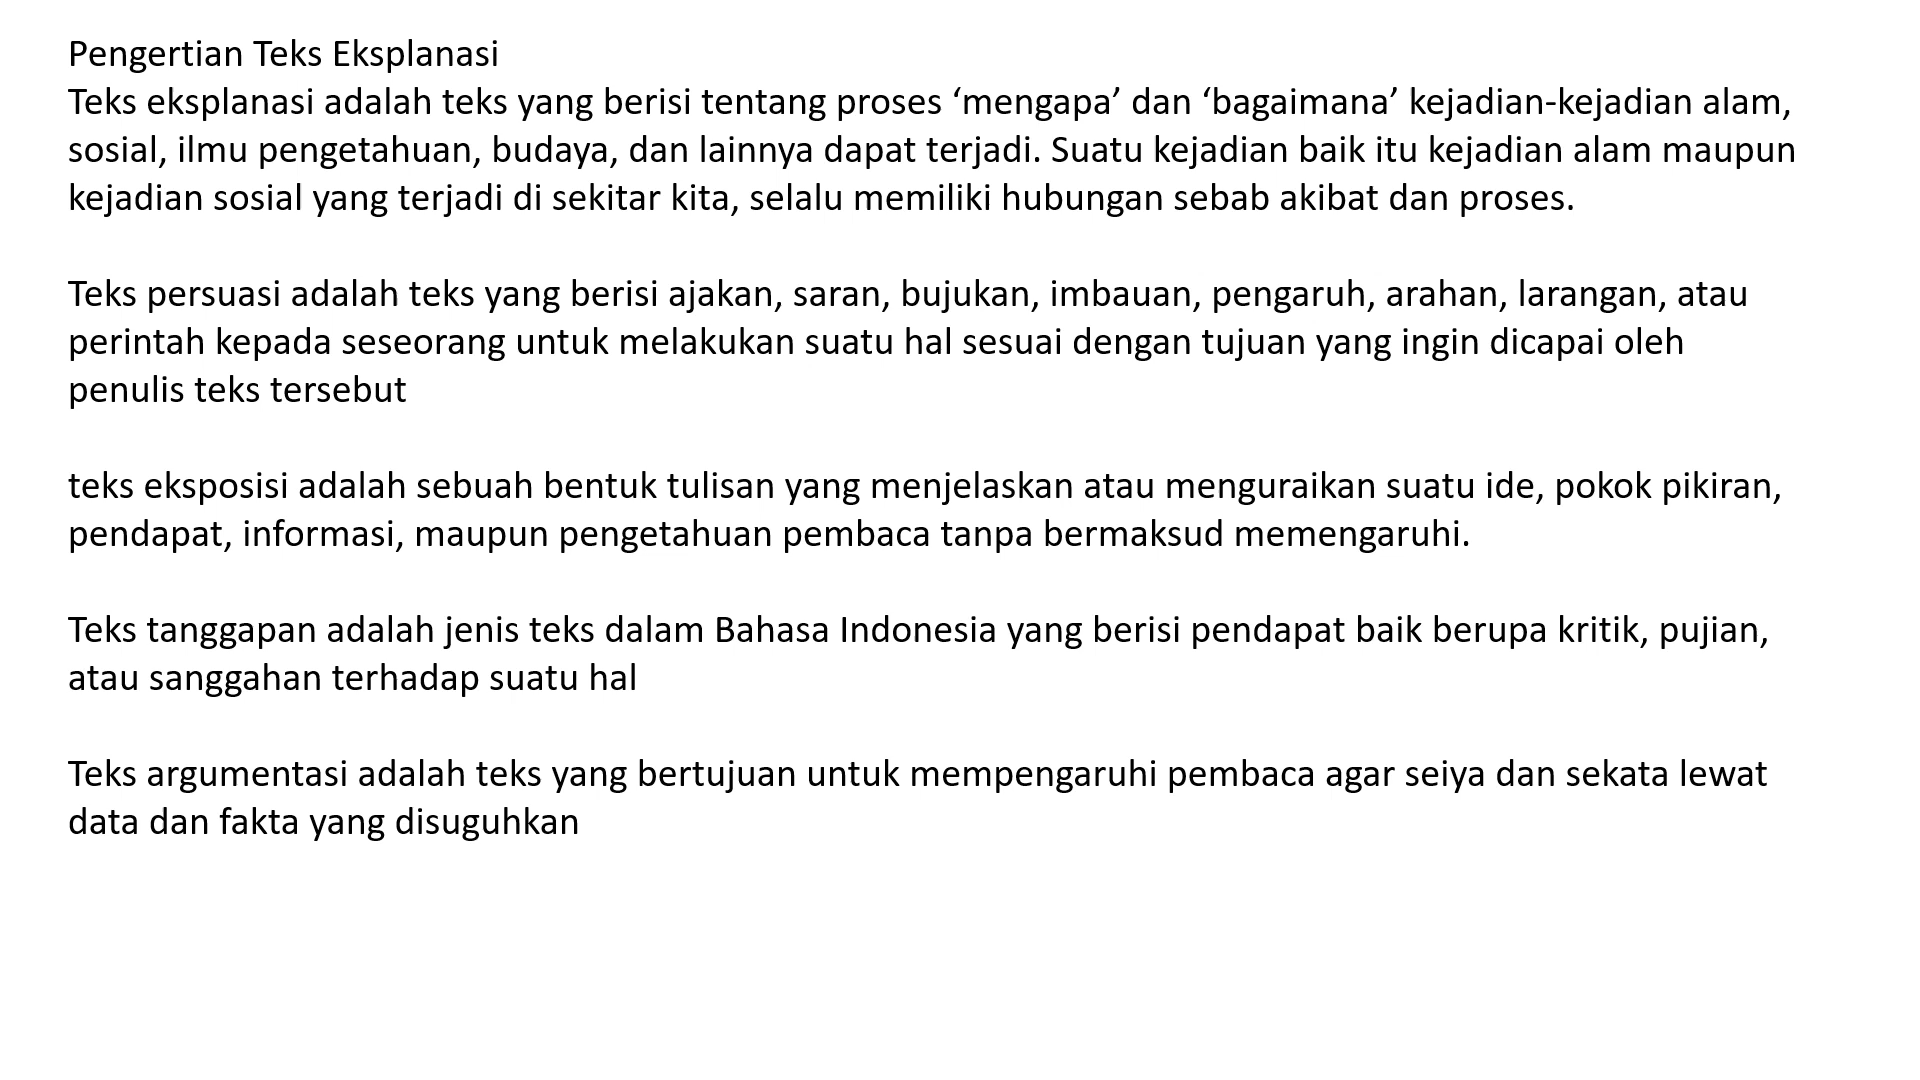 Pengertian Teks Eksplanasi
Teks eksplanasi adalah teks yang berisi tentang proses ‘mengapa’ dan ‘bagaimana’ kejadian-kejadian alam,
sosial, ilmu pengetahuan, budaya, dan lainnya dapat terjadi. Suatu kejadian baik itu kejadian alam maupun
kejadian sosial yang terjadi di sekitar kita, selalu memiliki hubungan sebab akibat dan proses.
Teks persuasi adalah teks yang berisi ajakan, saran, bujukan, imbauan, pengaruh, arahan, larangan, atau
perintah kepada seseorang untuk melakukan suatu hal sesuai dengan tujuan yang ingin dicapai oleh
penulis teks tersebut
teks eksposisi adalah sebuah bentuk tulisan yang menjelaskan atau menguraikan suatu ide, pokok pikiran,
pendapat, informasi, maupun pengetahuan pembaca tanpa bermaksud memengaruhi.
Teks tanggapan adalah jenis teks dalam Bahasa Indonesia yang berisi pendapat baik berupa kritik, pujian,
atau sanggahan terhadap suatu hal
Teks argumentasi adalah teks yang bertujuan untuk mempengaruhi pembaca agar seiya dan sekata lewat
data dan fakta yang disuguhkan